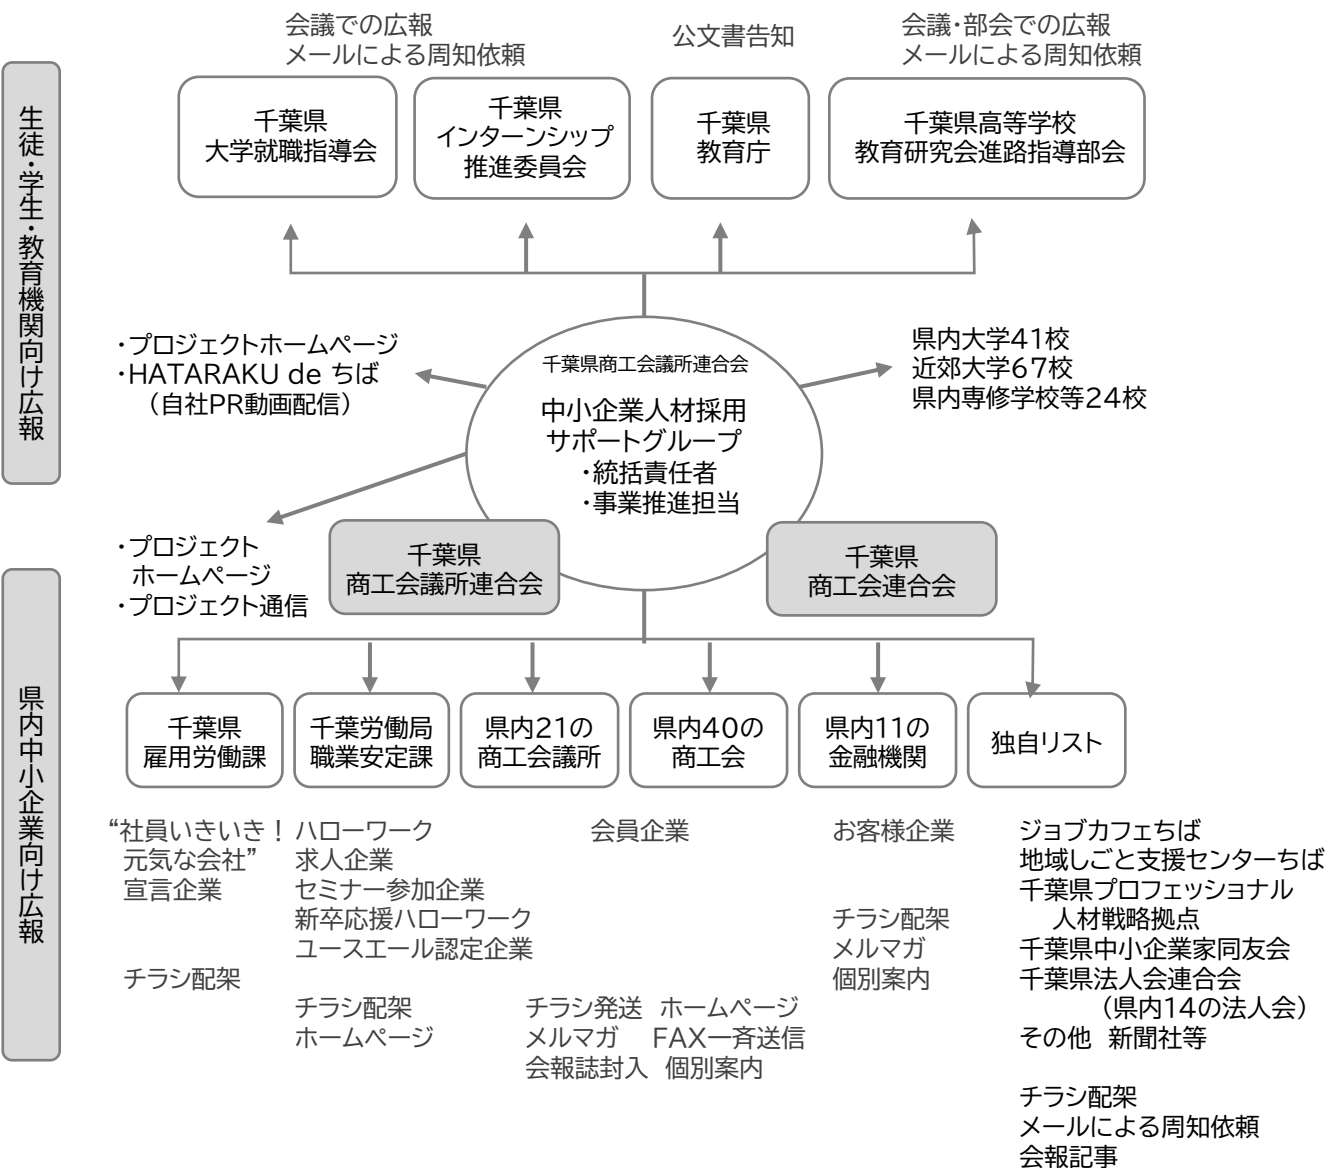 会議での広報
メールによる周知依頼
公文書告知
会議・部会での広報
メールによる周知依頼
生徒・学生・教育機関向け広報
千葉県
大学就職指導会
千葉県
インターンシップ
推進委員会
千葉県
教育庁
千葉県高等学校
教育研究会進路指導部会
・プロジェクトホームページ
・HATARAKU de ちば
（自社PR動画配信）
千葉県商工会議所連合会
中小企業人材採用
サポートグループ
・統括責任者
・事業推進担当
県内大学41校
近郊大学67校
県内専修学校等24校
・プロジェクト
ホームページ
・プロジェクト通信
千葉県
商工会議所連合会
千葉県
商工会連合会
県内中小企業向け広報
千葉県
雇用労働課
千葉労働局
職業安定課
県内21の
商工会議所
県内40の
商工会
県内11の
金融機関
独自リスト
“社員いきいき！
元気な会社”
宣言企業
チラシ配架
ハローワーク
求人企業
セミナー参加企業
新卒応援ハローワーク
ユースエール認定企業
チラシ配架
ホームページ
会員企業
チラシ発送 ホームページ
メルマガ FAX一斉送信
会報誌封入 個別案内
お客様企業
チラシ配架
メルマガ
個別案内
ジョブカフェちば
地域しごと支援センターちば
千葉県プロフェッショナル
人材戦略拠点
千葉県中小企業家同友会
千葉県法人会連合会
（県内14の法人会）
その他 新聞社等
チラシ配架
メールによる周知依頼
会報記事